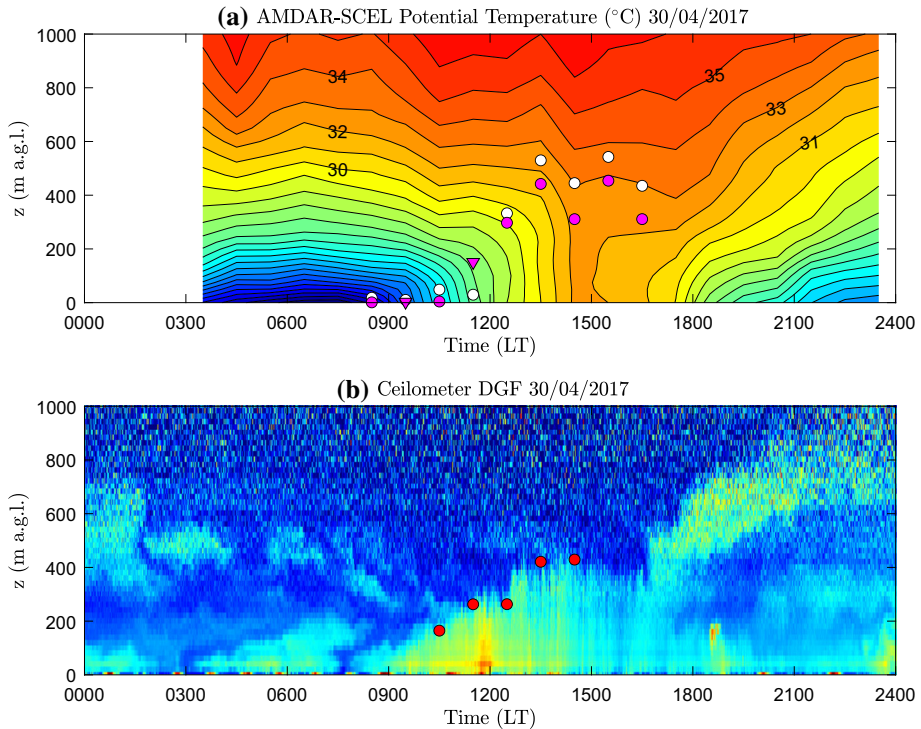 (a) AMDAR-SCEL Potential Temperature (°C) 30/04/2017
1000
800
600
400
200
0
z (m a.g.l.)
34
32
30
35
33
31
0000 0300 0600 0900 1200 1500 1800 2100 2400
Time (LT)
(b) Ceilometer DGF 30/04/2017
1000
800
600
400
200
0
z (m a.g.l.)
0000 0300 0600 0900 1200 1500 1800 2100 2400
Time (LT)